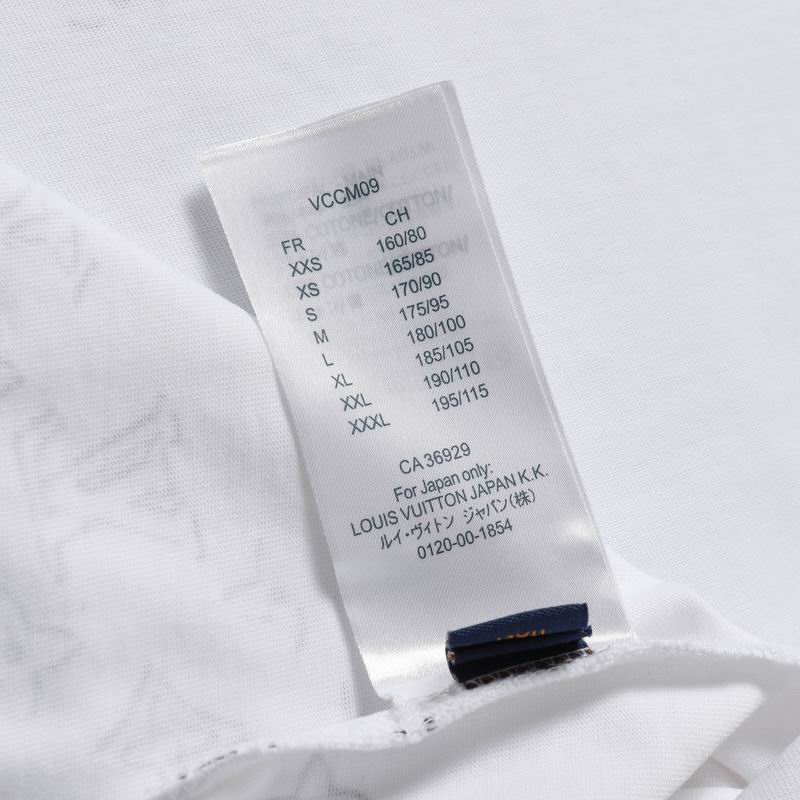 VCCM09
FR CH
XXS 160/80
XS 165/85
S 170/90
M 175/95
L 180/100
XL 185/105
XXL 190/110
XXXL 195/115
CA 36929
For Japan only:
LOUIS VUITTON JAPAN K.K.
ルイ・ヴィトン ジャパン(株)
0120-00-1854